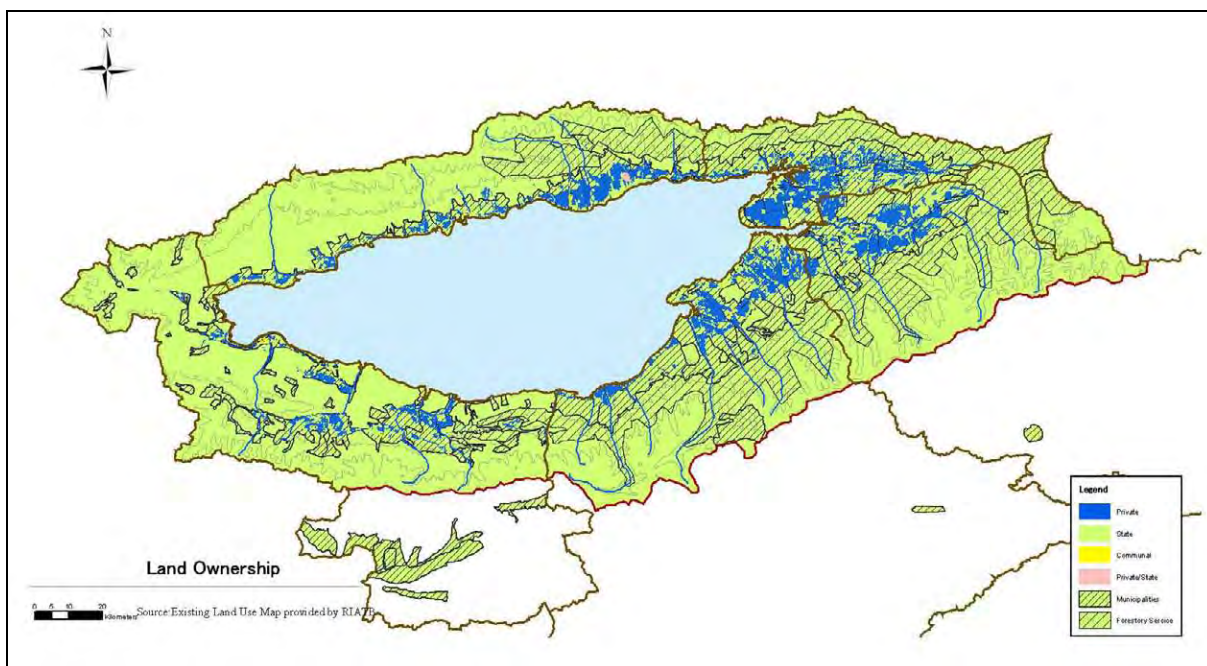 N
Land Ownership
0 5 10 20
Kilometers
Source:Existing Land Use Map provided by RIATB
Legend
Private
State
Communal
Private/State
Municipalities
Forestory Service